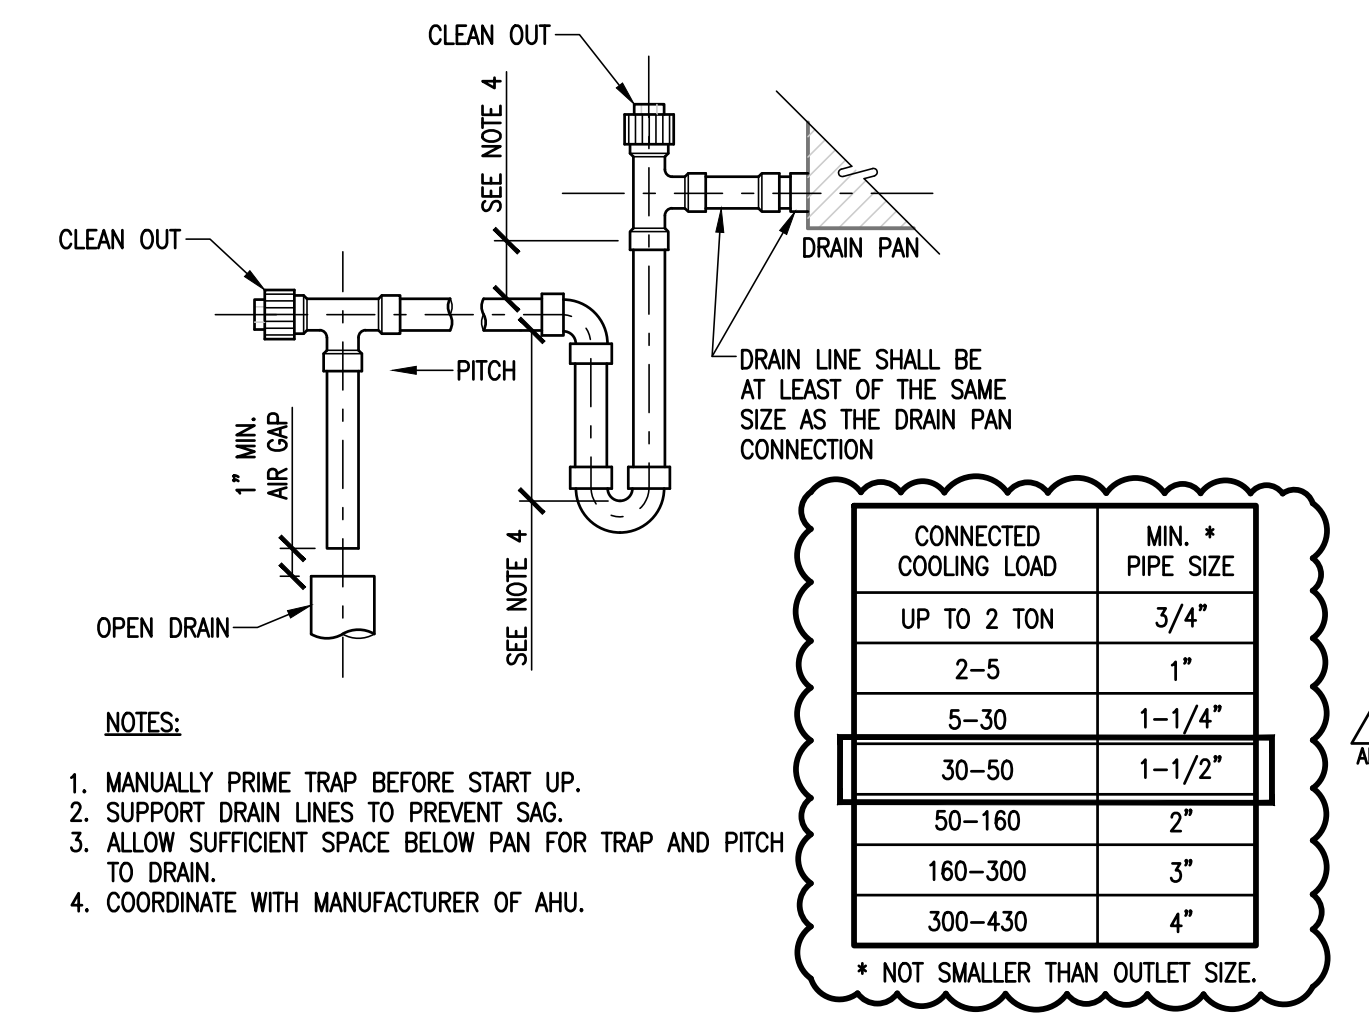 CLEAN OUT
SEE NOTE 4
CLEAN OUT
DRAIN PAN
PITCH
DRAIN LINE SHALL BE
AT LEAST OF THE SAME
SIZE AS THE DRAIN PAN
CONNECTION
1" MIN.
AIR GAP
SEE NOTE 4
OPEN DRAIN
CONNECTED
COOLING LOAD
MIN. *
PIPE SIZE
UP TO 2 TON
3/4"
2-5
1"
5-30
1-1/4"
30-50
1-1/2"
50-160
2"
160-300
3"
300-430
4"
* NOT SMALLER THAN OUTLET SIZE.
NOTES:
1. MANUALLY PRIME TRAP BEFORE START UP.
2. SUPPORT DRAIN LINES TO PREVENT SAG.
3. ALLOW SUFFICIENT SPACE BELOW PAN FOR TRAP AND PITCH
TO DRAIN.
4. COORDINATE WITH MANUFACTURER OF AHU.